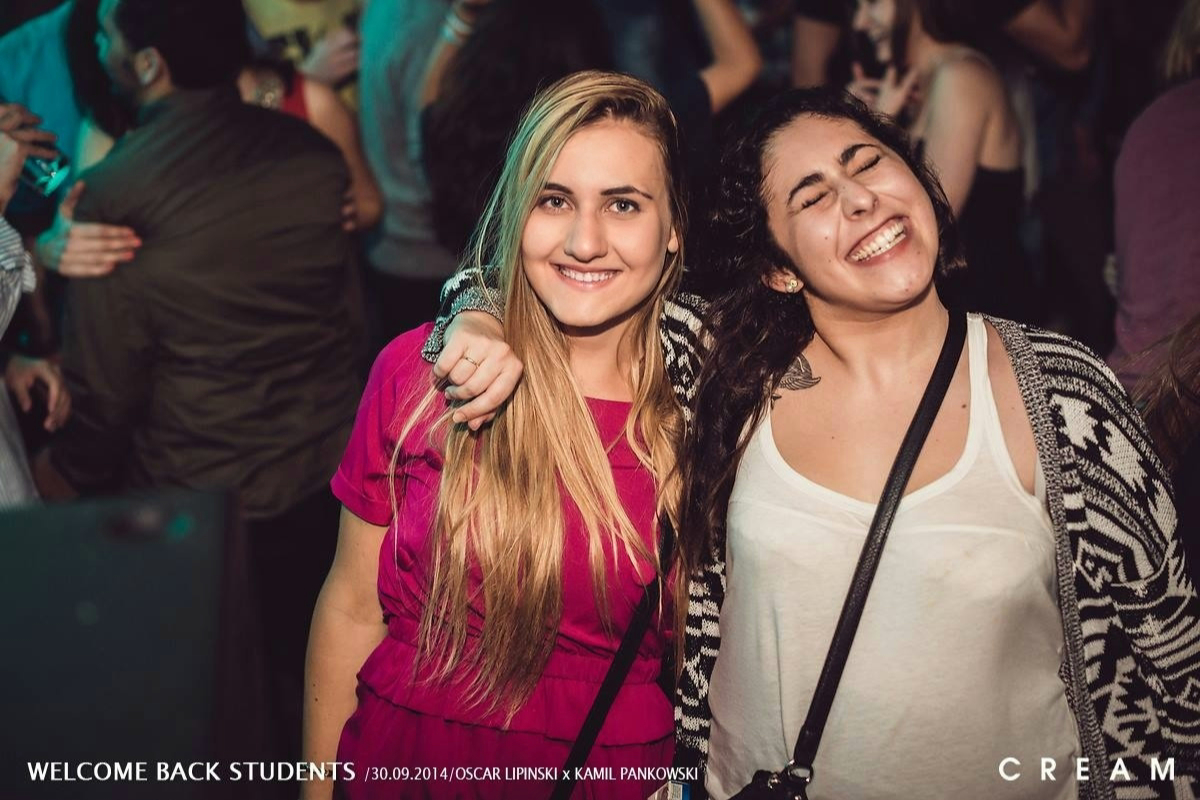 WELCOME BACK STUDENTS /30.09.2014/OSCAR LIPINSKI x KAMIL PANKOWSKI
CREAM